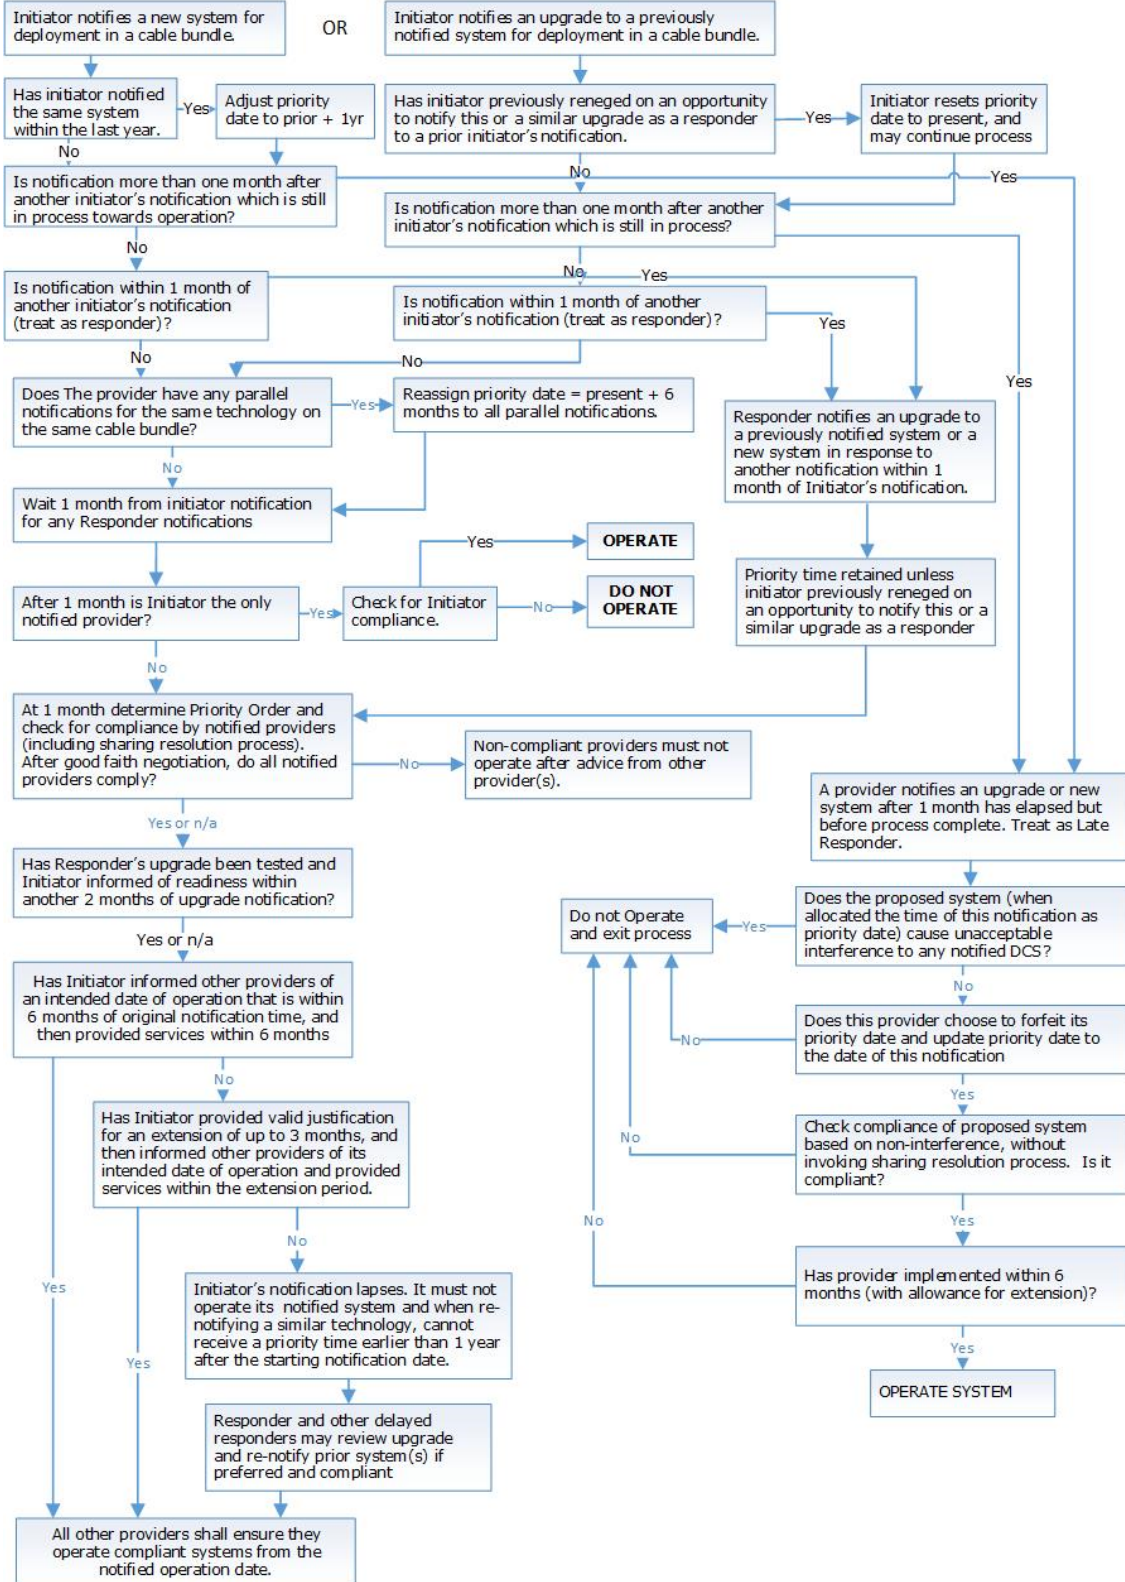 Initiator notifies a new system for
deployment in a cable bundle.
OR
Initiator notifies an upgrade to a previously
notified system for deployment in a cable bundle.
Has initiator notified
the same system
within the last year.
Yes
Adjust priority
date to prior + 1yr
Has initiator previously reneged on an opportunity
to notify this or a similar upgrade as a responder
to a prior initiator's notification.
Yes
Initiator resets priority
date to present, and
may continue process
No
No
Is notification more than one month after
another initiator's notification which is still
in process towards operation?
Yes
Is notification more than one month after another
initiator's notification which is still in process?
No
No
Yes
Is notification within 1 month of
another initiator's notification
(treat as responder)?
Is notification within 1 month of another
initiator's notification (treat as responder)?
Yes
No
No
Yes
Does The provider have any parallel
notifications for the same technology on
the same cable bundle?
Yes
Reassign priority date = present + 6
months to all parallel notifications.
Responder notifies an upgrade to
a previously notified system or a
new system in response to
another notification within 1
month of Initiator's notification.
No
Wait 1 month from initiator notification
for any Responder notifications
Yes
OPERATE
After 1 month is Initiator the only
notified provider?
Yes
Check for Initiator
compliance.
No
DO NOT
OPERATE
Priority time retained unless
initiator previously reneged on
an opportunity to notify this or a
similar upgrade as a responder
No
At 1 month determine Priority Order and
check for compliance by notified providers
(including sharing resolution process).
After good faith negotiation, do all notified
providers comply?
No
Non-compliant providers must not
operate after advice from other
provider(s).
A provider notifies an upgrade or new
system after 1 month has elapsed but
before process complete. Treat as Late
Responder.
Yes or n/a
Has Responder's upgrade been tested and
Initiator informed of readiness within
another 2 months of upgrade notification?
Do not Operate
and exit process
Yes
Does the proposed system (when
allocated the time of this notification as
priority date) cause unacceptable
interference to any notified DCS?
Yes or n/a
Has Initiator informed other providers of
an intended date of operation that is within
6 months of original notification time, and
then provided services within 6 months
No
No
Does this provider choose to forfeit its
priority date and update priority date to
the date of this notification
No
Yes
Has Initiator provided valid justification
for an extension of up to 3 months, and
then informed other providers of its
intended date of operation and provided
services within the extension period.
No
Check compliance of proposed system
based on non-interference, without
invoking sharing resolution process. Is it
compliant?
No
No
Yes
Yes
Initiator's notification lapses. It must not
operate its notified system and when re-
notifying a similar technology, cannot
receive a priority time earlier than 1 year
after the starting notification date.
Has provider implemented within 6
months (with allowance for extension)?
Yes
Yes
OPERATE SYSTEM
Responder and other delayed
responders may review upgrade
and re-notify prior system(s) if
preferred and compliant
All other providers shall ensure they
operate compliant systems from the
notified operation date.